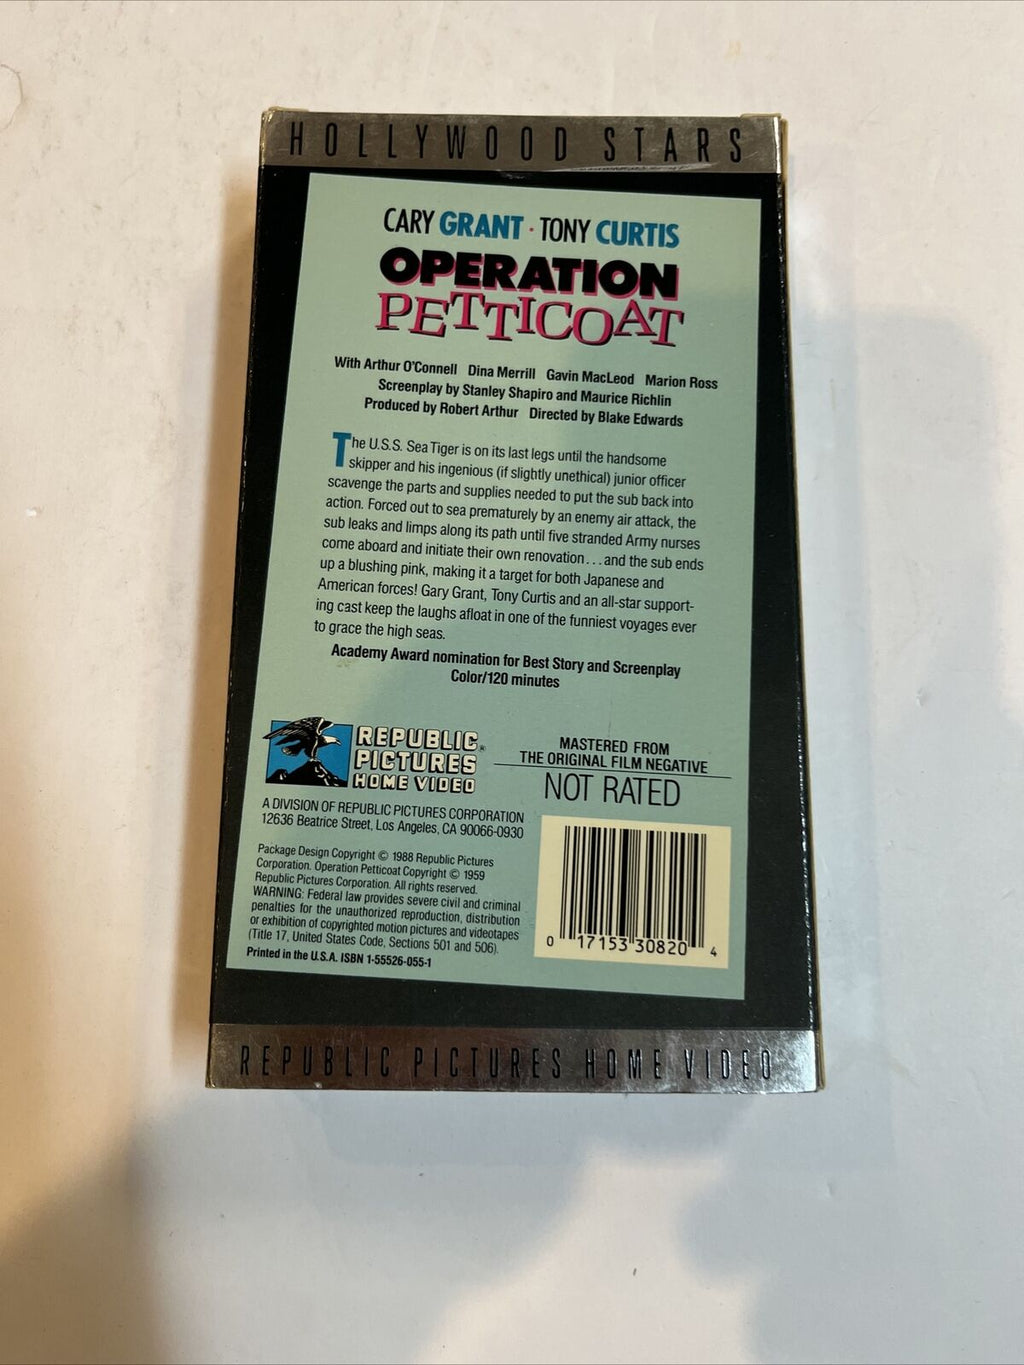 HOLLYWOOD STARS
CARY GRANT · TONY CURTIS
OPERATION
PETTICOAT
With Arthur O'Connell Dina Merrill Gavin MacLeod Marion Ross
Screenplay by Stanley Shapiro and Maurice Richlin
Produced by Robert Arthur Directed by Blake Edwards
The U.S.S. Sea Tiger is on its last legs until the handsome
skipper and his ingenious (if slightly unethical) junior officer
scavenge the parts and supplies needed to put the sub back into
action. Forced out to sea prematurely by an enemy air attack, the
sub leaks and limps along its path until five stranded Army nurses
come aboard and initiate their own renovation...and the sub ends
up a blushing pink, making it a target for both Japanese and
American forces! Gary Grant, Tony Curtis and an all-star support-
ing cast keep the laughs afloat in one of the funniest voyages ever
to grace the high seas.
Academy Award nomination for Best Story and Screenplay
Color/120 minutes
REPUBLIC
PICTURES®
HOME VIDEO
MASTERED FROM
THE ORIGINAL FILM NEGATIVE
NOT RATED
A DIVISION OF REPUBLIC PICTURES CORPORATION
12636 Beatrice Street, Los Angeles, CA 90066-0930
Package Design Copyright © 1988 Republic Pictures
Corporation. Operation Petticoat Copyright © 1959
Republic Pictures Corporation. All rights reserved.
WARNING: Federal law provides severe civil and criminal
penalties for the unauthorized reproduction, distribution
or exhibition of copyrighted motion pictures and videotapes
(Title 17, United States Code, Sections 501 and 506).
Printed in the U.S.A. ISBN 1-55526-055-1
0 17153 30820 4
REPUBLIC PICTURES HOME VIDEO